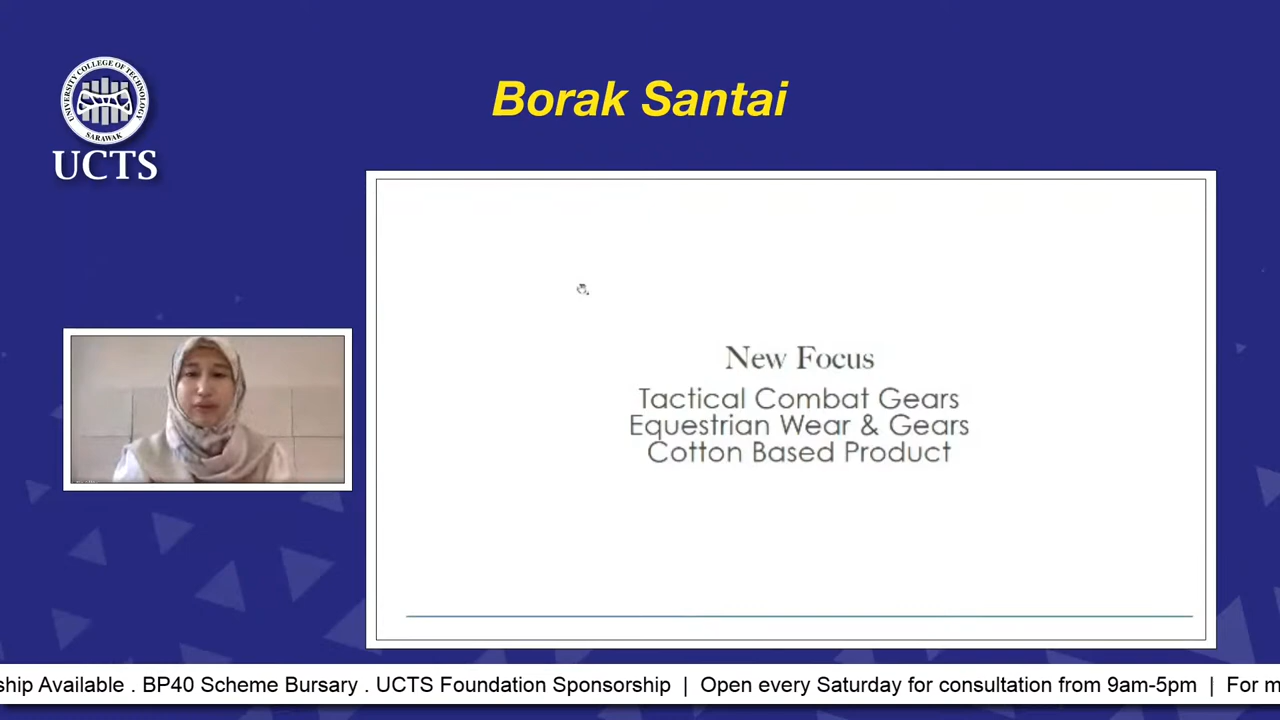 UNIVERSITY COLLEGE OF TECHNOLOGY
SARAWAK
UCTS
Borak Santai
New Focus
Tactical Combat Gears
Equestrian Wear & Gears
Cotton Based Product
ship Available . BP40 Scheme Bursary . UCTS Foundation Sponsorship | Open every Saturday for consultation from 9am-5pm | For m